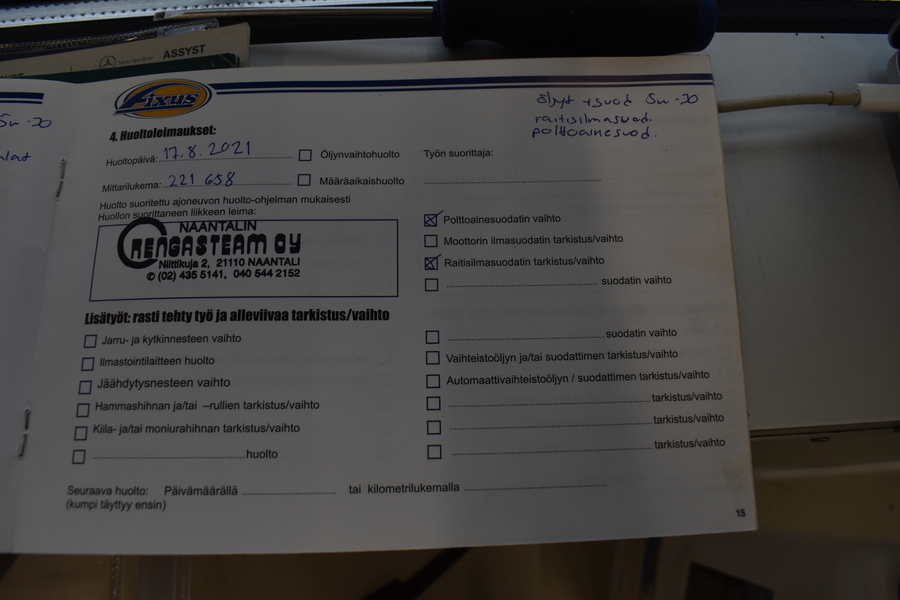 ASSYST
5w-30
Fixus
öljyt + suod 5w-30
raitisilmasuod.
polttoainesuod.
4. Huoltoleimaukset:
Huoltopäivä: 17.8.2021
Öljynvaihtohuolto
Työn suorittaja:
Mittarilukema: 221 658
Määräaikaishuolto
Huolto suoritettu ajoneuvon huolto-ohjelman mukaisesti
Huollon suorittaneen liikkeen leima:
NAANTALIN
RENGASTEAM OY
Niittikuja 2, 21110 NAANTALI
(02) 435 5141, 040 544 2152
Polttoainesuodatin vaihto
Moottorin ilmasuodatin tarkistus/vaihto
Raitisilmasuodatin tarkistus/vaihto
suodatin vaihto
Lisätyöt: rasti tehty työ ja alleviivaa tarkistus/vaihto
Jarru- ja kytkinnesteen vaihto
Ilmastointilaitteen huolto
Jäähdytysnesteen vaihto
Hammashihnan ja/tai –rullien tarkistus/vaihto
Kiila- ja/tai moniurahihnan tarkistus/vaihto
huolto
suodatin vaihto
Vaihteistoöljyn ja/tai suodattimen tarkistus/vaihto
Automaattivaihteistoöljyn / suodattimen tarkistus/vaihto
tarkistus/vaihto
tarkistus/vaihto
tarkistus/vaihto
Seuraava huolto: Päivämäärällä tai kilometrilukemalla
(kumpi täyttyy ensin)
15